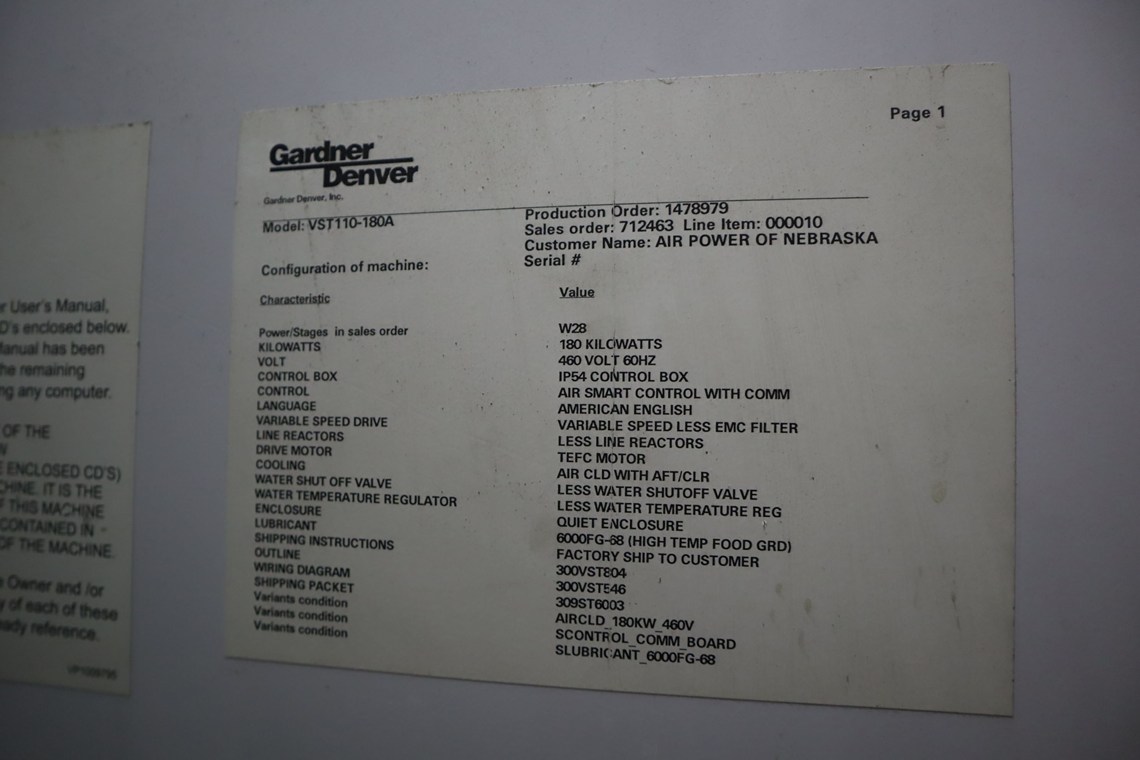 r User's Manual,
D's enclosed below.
Manual has been
he remaining
ng any computer.
OF THE
ENCLOSED CD'S)
CHINE. IT IS THE
F THIS MACHINE
CONTAINED IN
OF THE MACHINE.
Owner and /or
y of each of these
eady reference.
Page 1
Gardner
Denver
Gardner Denver, Inc.
Model: VST110-180A
Production Order: 1478979
Sales order: 712463 Line Item: 000010
Customer Name: AIR POWER OF NEBRASKA
Serial #
Configuration of machine:
Characteristic Value
Power/Stages in sales order W28
KILOWATTS 180 KILOWATTS
VOLT 460 VOLT 60HZ
CONTROL BOX IP54 CONTROL BOX
CONTROL AIR SMART CONTROL WITH COMM
LANGUAGE AMERICAN ENGLISH
VARIABLE SPEED DRIVE VARIABLE SPEED LESS EMC FILTER
LINE REACTORS LESS LINE REACTORS
DRIVE MOTOR TEFC MOTOR
COOLING AIR CLD WITH AFT/CLR
WATER SHUT OFF VALVE LESS WATER SHUTOFF VALVE
WATER TEMPERATURE REGULATOR LESS WATER TEMPERATURE REG
ENCLOSURE QUIET ENCLOSURE
LUBRICANT 6000FG-68 (HIGH TEMP FOOD GRD)
SHIPPING INSTRUCTIONS FACTORY SHIP TO CUSTOMER
OUTLINE 300VST804
WIRING DIAGRAM 300VST546
SHIPPING PACKET 309ST6003
Variants condition AIRCLD_180KW_460V
Variants condition SCONTROL_COMM_BOARD
Variants condition SLUBRICANT_6000FG-68